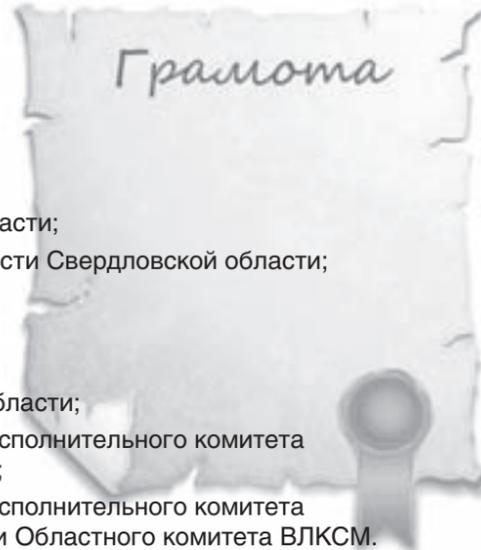 Грамота
асти;
сти Свердловской области;
бласти;
сполнительного комитета
;
сполнительного комитета
и Областного комитета ВЛКСМ.